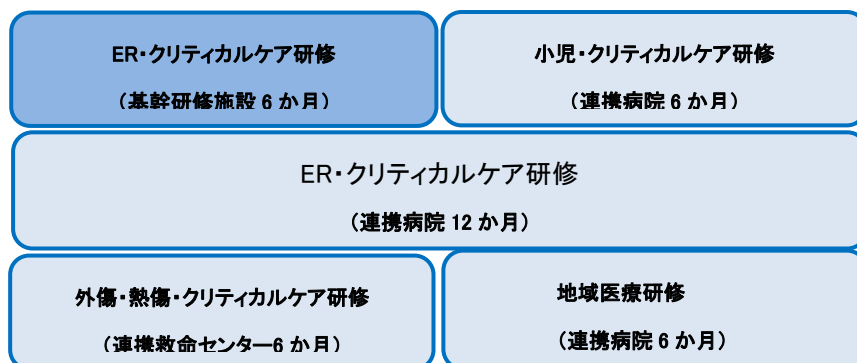 ER・クリティカルケア研修
（基幹研修施設 6 か月）
小児・クリティカルケア研修
（連携病院 6 か月）
ER・クリティカルケア研修
（連携病院 12 か月）
外傷・熱傷・クリティカルケア研修
（連携救命センター6 か月）
地域医療研修
（連携病院 6 か月）